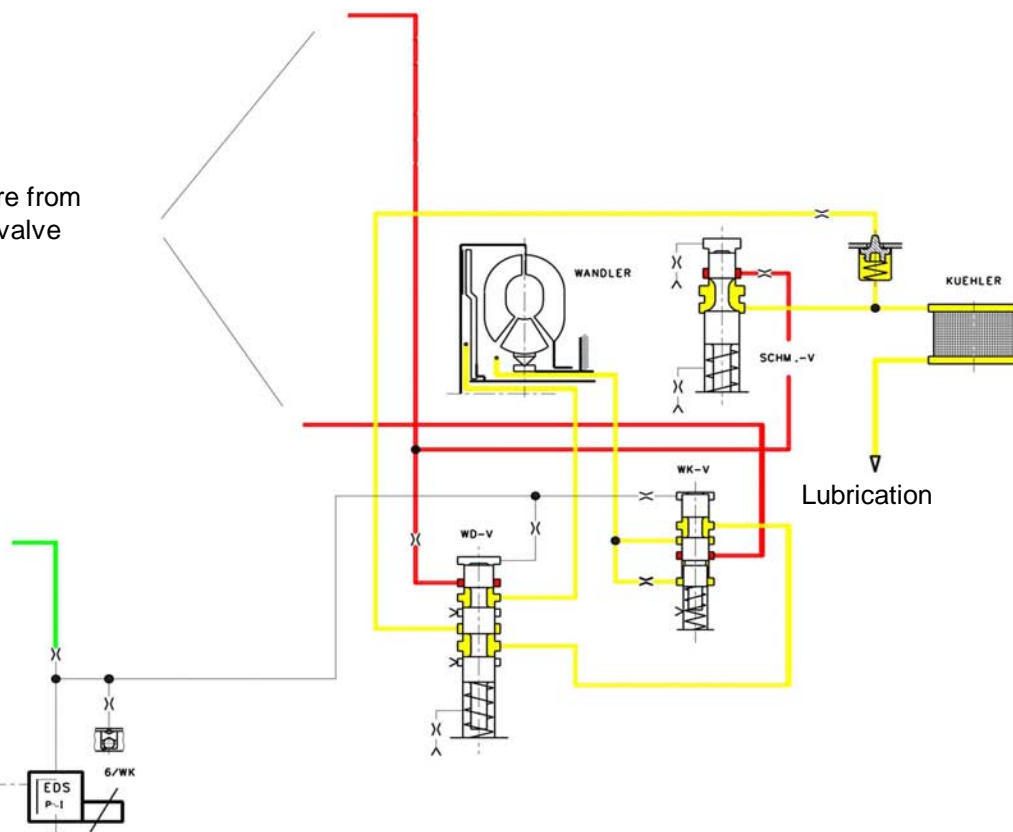 re from
valve
WANDLER
KUEHLER
SCHM.-V
WK-V
Lubrication
WD-V
6/WK
EDS
P~I